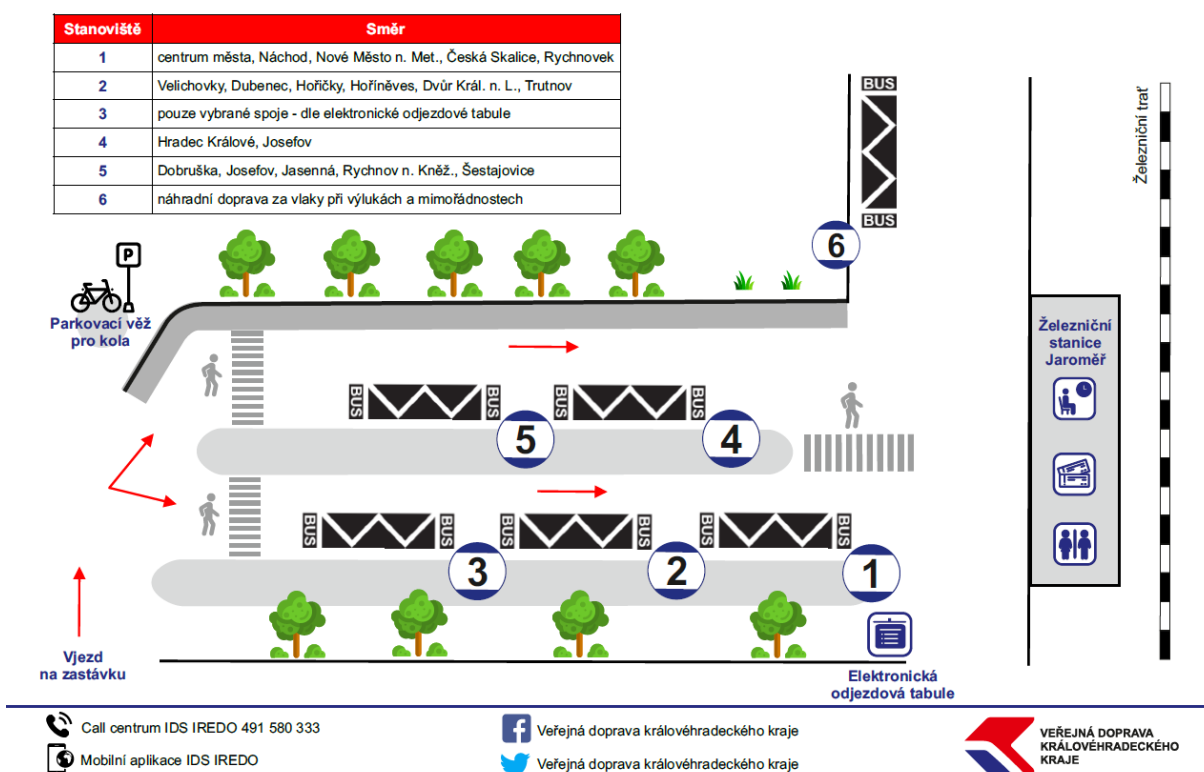 Stanoviště Směr
1 centrum města, Náchod, Nové Město n. Met., Česká Skalice, Rychnovek
2 Velichovky, Dubenec, Hořičky, Hoříněves, Dvůr Král. n. L., Trutnov
3 pouze vybrané spoje - dle elektronické odjezdové tabule
4 Hradec Králové, Josefov
5 Dobruška, Josefov, Jasenná, Rychnov n. Kněž., Šestajovice
6 náhradní doprava za vlaky při výlukách a mimořádnostech
BUS
BUS
6
Železniční trať
P
Parkovací věž
pro kola
Železniční
stanice
Jaroměř
BUS BUS BUS BUS
5 4
BUS BUS BUS BUS BUS BUS
3 2 1
Vjezd
na zastávku
Elektronická
odjezdová tabule
Call centrum IDS IREDO 491 580 333
Mobilní aplikace IDS IREDO
Veřejná doprava královéhradeckého kraje
Veřejná doprava královéhradeckého kraje
VEŘEJNÁ DOPRAVA
KRÁLOVÉHRADECKÉHO
KRAJE